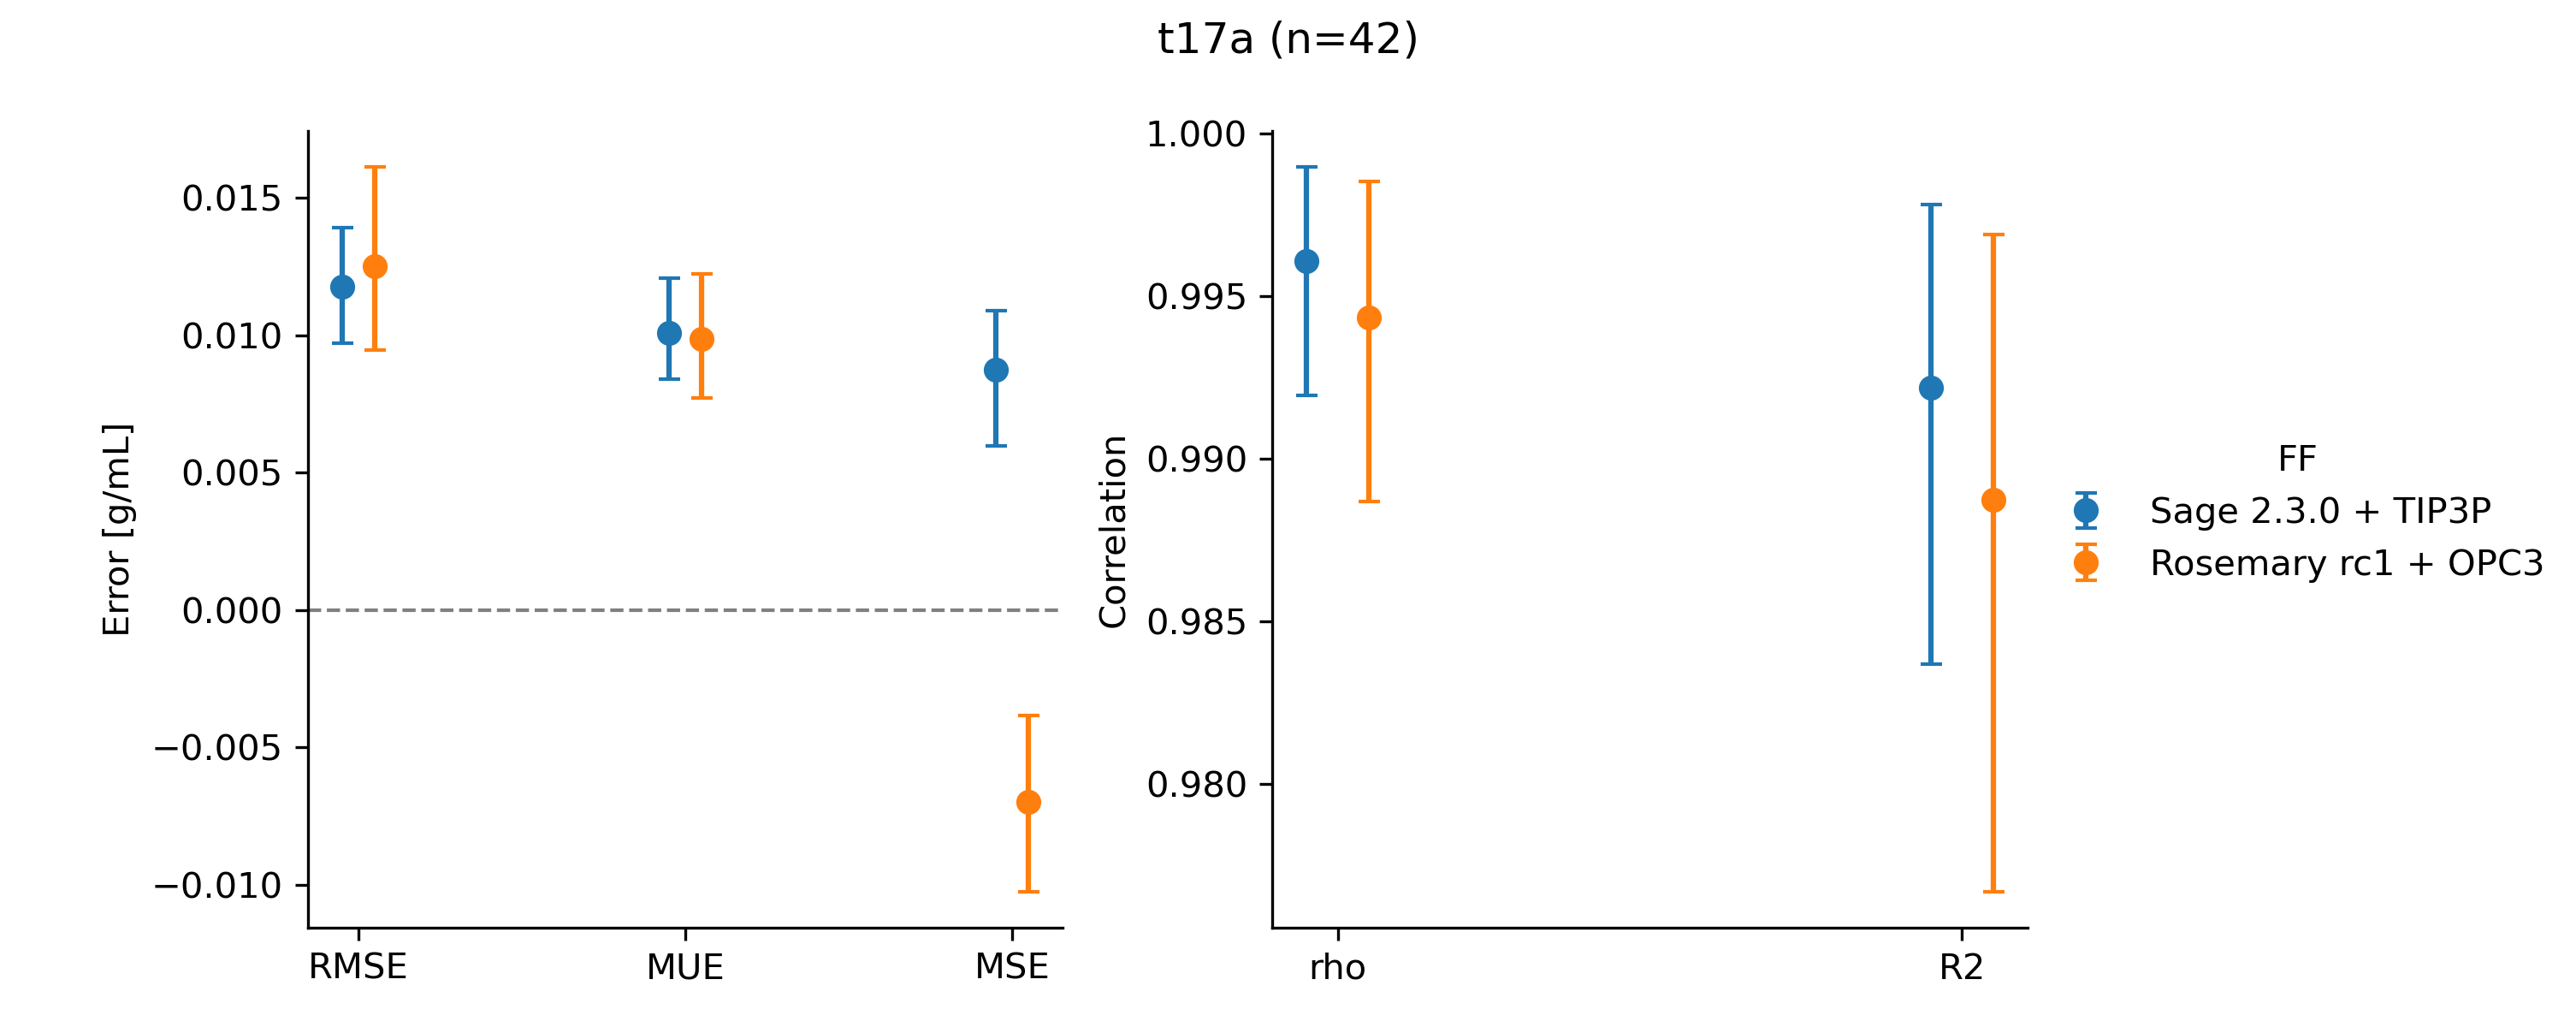 t17a (n=42)
Error [g/mL]
0.015
0.010
0.005
0.000
−0.005
−0.010
RMSE
MUE
MSE
Correlation
1.000
0.995
0.990
0.985
0.980
rho
R2
FF
Sage 2.3.0 + TIP3P
Rosemary rc1 + OPC3